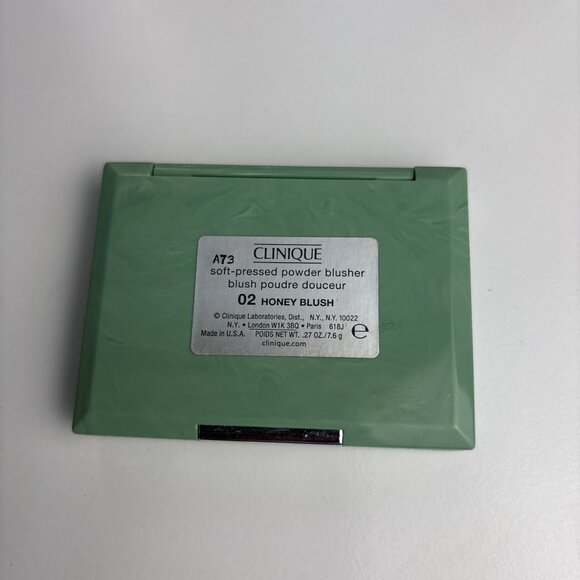 A73 CLINIQUE
soft-pressed powder blusher
blush poudre douceur
02 HONEY BLUSH
© Clinique Laboratories, Dist., N.Y., N.Y. 10022
N.Y. • London W1K 3BQ • Paris 618J
Made in U.S.A. POIDS NET WT. .27 OZ./7.6 g e
clinique.com